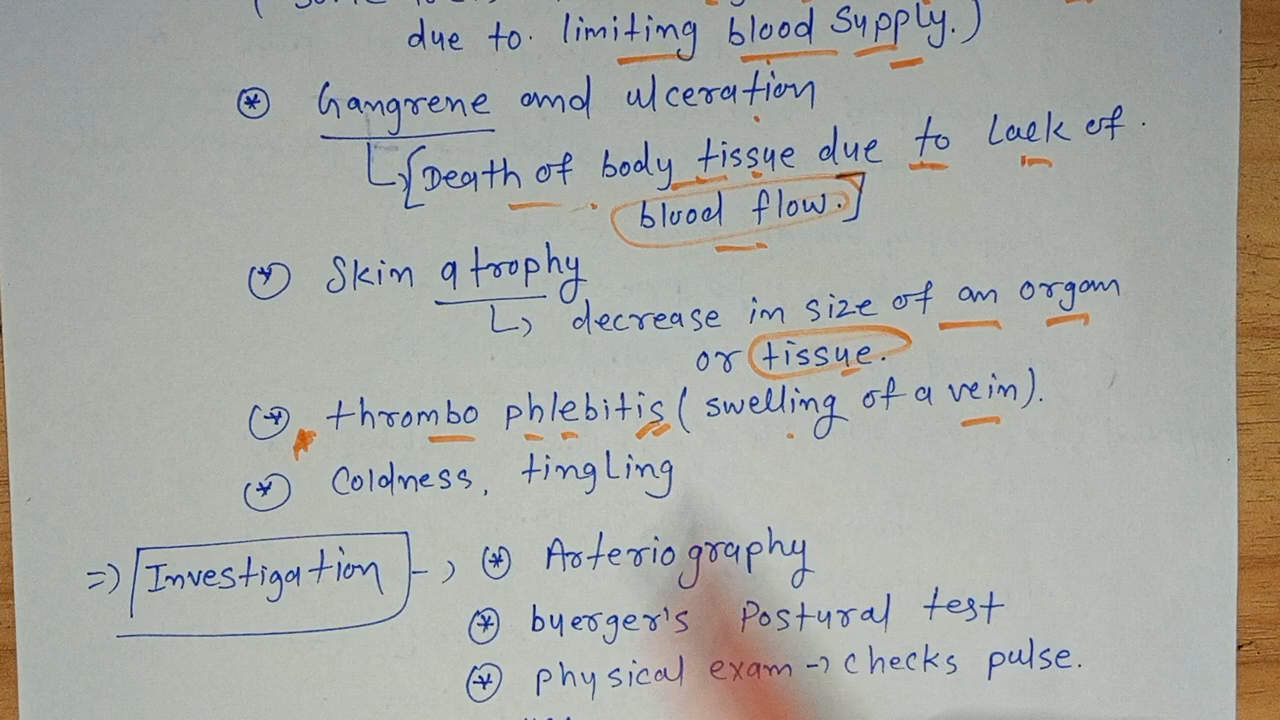 due to. limiting blood supply.)
* Gangrene and ulceration
↳ [Death of body tissue due to lack of.
blood flow.]
* Skin atrophy
↳ decrease in size of an organ
or tissue.
* thrombo phlebitis (swelling of a vein).
* Coldness, tingling
=> Investigation -> * Arteriography
* buerger's Postural test
* physical exam -> checks pulse.